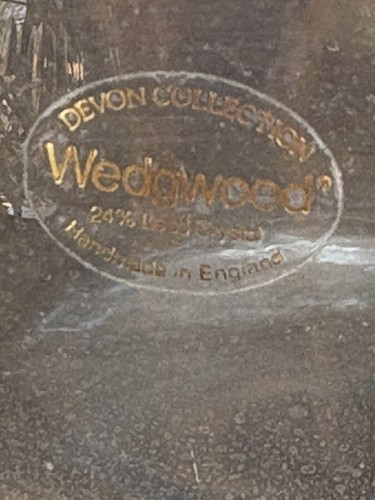 DEVON COLLECTION
Wedgwood®
24% Lead Crystal
Handmade in England